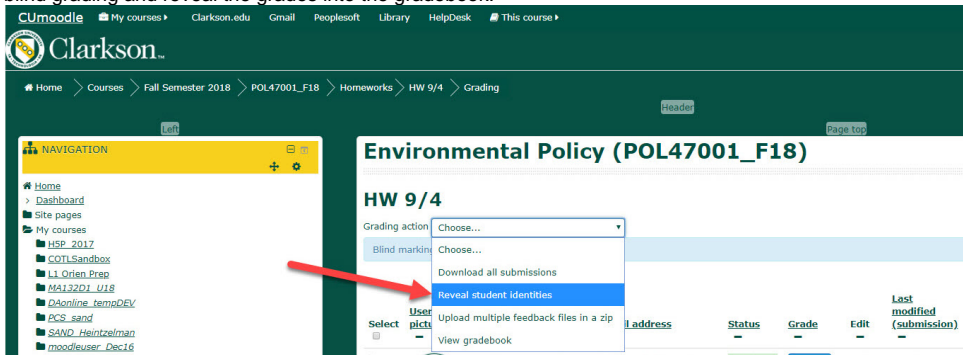 blind grading and reveal the grades into the gradebook.
CUmoodle My courses Clarkson.edu Gmail Peoplesoft Library HelpDesk This course
Clarkson™
Home Courses Fall Semester 2018 POL47001_F18 Homeworks HW 9/4 Grading
Header
Left
Page top
NAVIGATION
Home
Dashboard
Site pages
My courses
H5P_2017
COTLSandbox
L1 Orien Prep
MA132D1_U18
DAonline_tempDEV
PCS_sand
SAND_Heintzelman
moodleuser_Dec16
Environmental Policy (POL47001_F18)
HW 9/4
Grading action Choose...
Blind marking
Choose...
Download all submissions
Reveal student identities
Upload multiple feedback files in a zip
View gradebook
Select User address Status Grade Edit Last modified (submission)